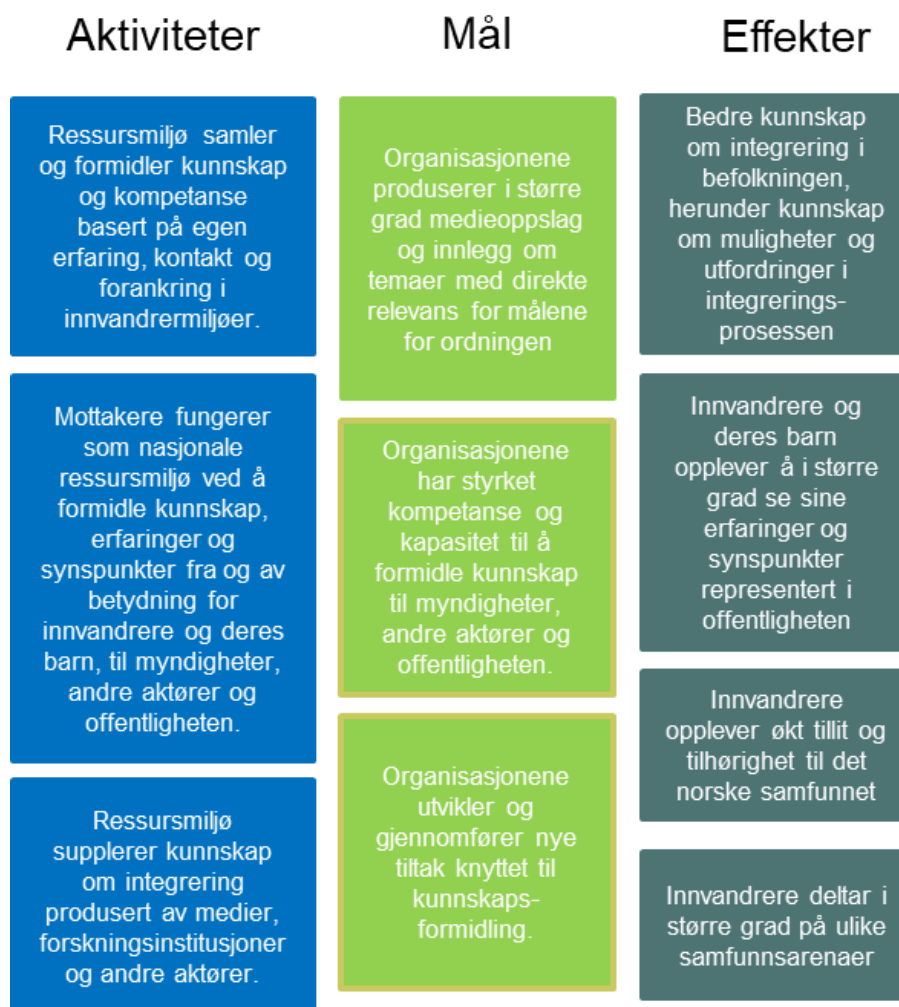 Aktiviteter
Ressursmiljø samler
og formidler kunnskap
og kompetanse
basert på egen
erfaring, kontakt og
forankring i
innvandrermiljøer.
Mottakere fungerer
som nasjonale
ressursmiljø ved å
formidle kunnskap,
erfaringer og
synspunkter fra og av
betydning for
innvandrere og deres
barn, til myndigheter,
andre aktører og
offentligheten.
Ressursmiljø
supplerer kunnskap
om integrering
produsert av medier,
forskningsinstitusjoner
og andre aktører.
Mål
Organisasjonene
produserer i større
grad medieoppslag
og innlegg om
temaer med direkte
relevans for målene
for ordningen
Organisasjonene
har styrket
kompetanse og
kapasitet til å
formidle kunnskap
til myndigheter,
andre aktører og
offentligheten.
Organisasjonene
utvikler og
gjennomfører nye
tiltak knyttet til
kunnskaps-
formidling.
Effekter
Bedre kunnskap
om integrering i
befolkningen,
herunder kunnskap
om muligheter og
utfordringer i
integrerings-
prosessen
Innvandrere og
deres barn
opplever å i større
grad se sine
erfaringer og
synspunkter
representert i
offentligheten
Innvandrere
opplever økt tillit og
tilhørighet til det
norske samfunnet
Innvandrere deltar i
større grad på ulike
samfunnsarenaer